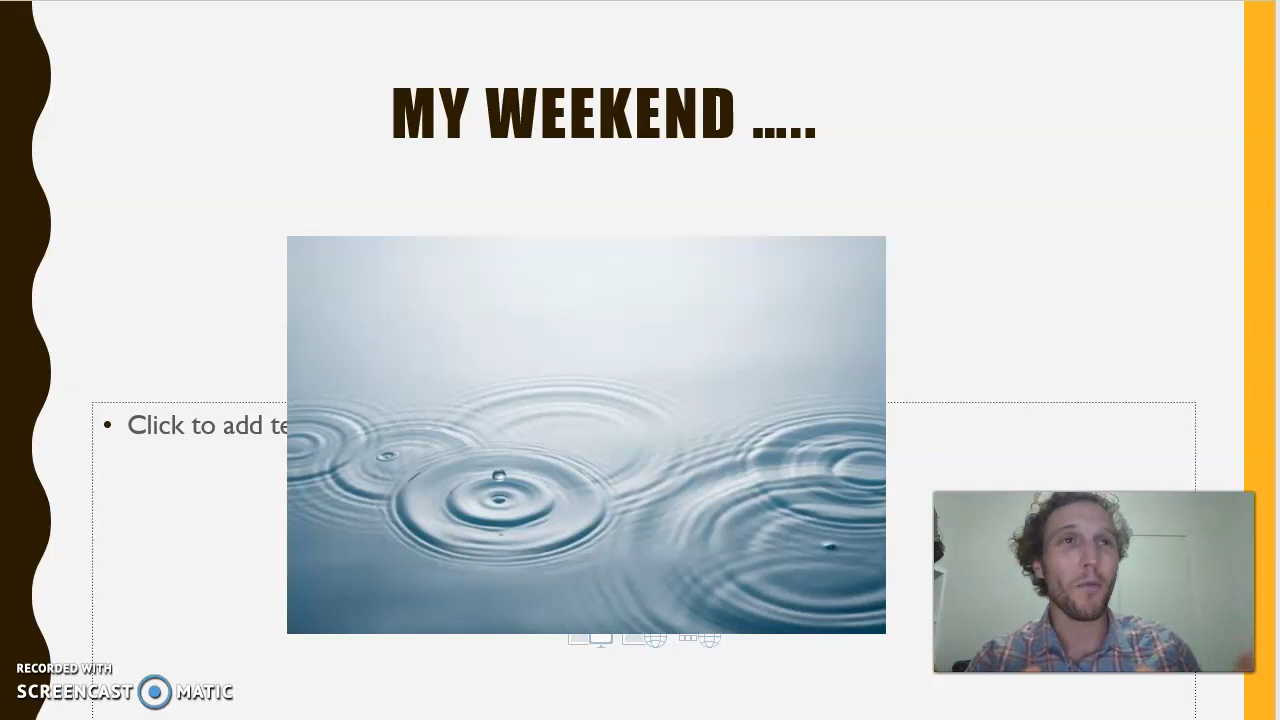 MY WEEKEND .....
Click to add te
RECORDED WITH
SCREENCAST MATIC